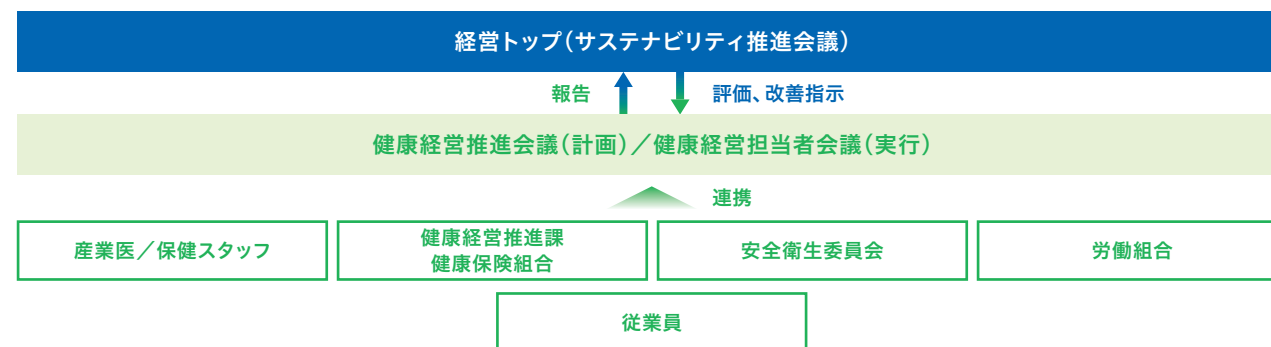 経営トップ（サステナビリティ推進会議）
報告
評価、改善指示
健康経営推進会議（計画）／健康経営担当者会議（実行）
連携
産業医／保健スタッフ
健康経営推進課
健康保険組合
安全衛生委員会
労働組合
従業員